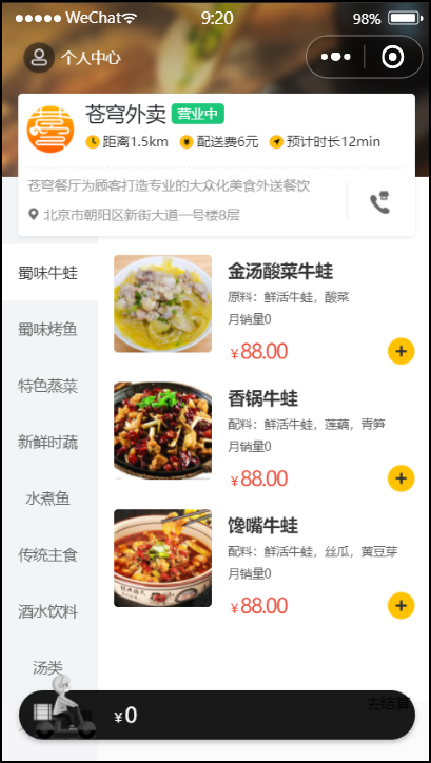 WeChat 9:20 98%
个人中心
苍穹外卖 营业中
距离1.5km 配送费6元 预计时长12min
苍穹餐厅为顾客打造专业的大众化美食外送餐饮
北京市朝阳区新街大道一号楼8层
蜀味牛蛙
蜀味烤鱼
特色蒸菜
新鲜时蔬
水煮鱼
传统主食
酒水饮料
汤类
金汤酸菜牛蛙
原料：鲜活牛蛙，酸菜
月销量0
￥88.00
香锅牛蛙
配料：鲜活牛蛙，莲藕，青笋
月销量0
￥88.00
馋嘴牛蛙
配料：鲜活牛蛙，丝瓜，黄豆芽
月销量0
￥88.00
￥0
去结算